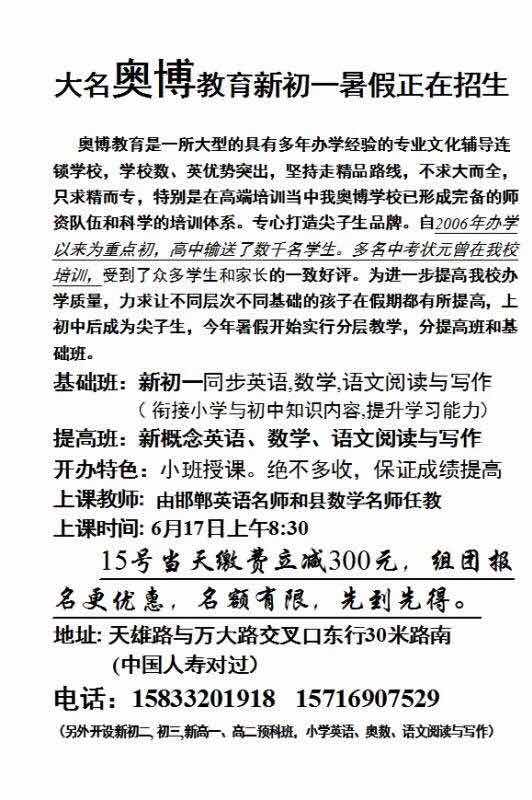 大名奥博教育新初一暑假正在招生
奥博教育是一所大型的具有多年办学经验的专业文化辅导连
锁学校，学校数、英优势突出，坚持走精品路线，不求大而全，
只求精而专，特别是在高端培训当中我奥博学校已形成完备的师
资队伍和科学的培训体系。专心打造尖子生品牌。自2006年办学
以来为重点初，高中输送了数千名学生。多名中考状元曾在我校
培训，受到了众多学生和家长的一致好评。为进一步提高我校办
学质量，力求让不同层次不同基础的孩子在假期都有所提高，上
初中后成为尖子生，今年暑假开始实行分层教学，分提高班和基
础班。
基础班：新初一同步英语,数学,语文阅读与写作
（ 衔接小学与初中知识内容,提升学习能力）
提高班：新概念英语、数学、语文阅读与写作
开办特色：小班授课。绝不多收，保证成绩提高
上课教师：由邯郸英语名师和县数学名师任教
上课时间: 6月17日上午8:30
15号当天缴费立减300元，组团报
名更优惠，名额有限，先到先得。
地址: 天雄路与万大路交叉口东行30米路南
(中国人寿对过）
电话：15833201918 15716907529
（另外开设新初二, 初三,新高一、高二预科班，小学英语、奥数、语文阅读与写作）